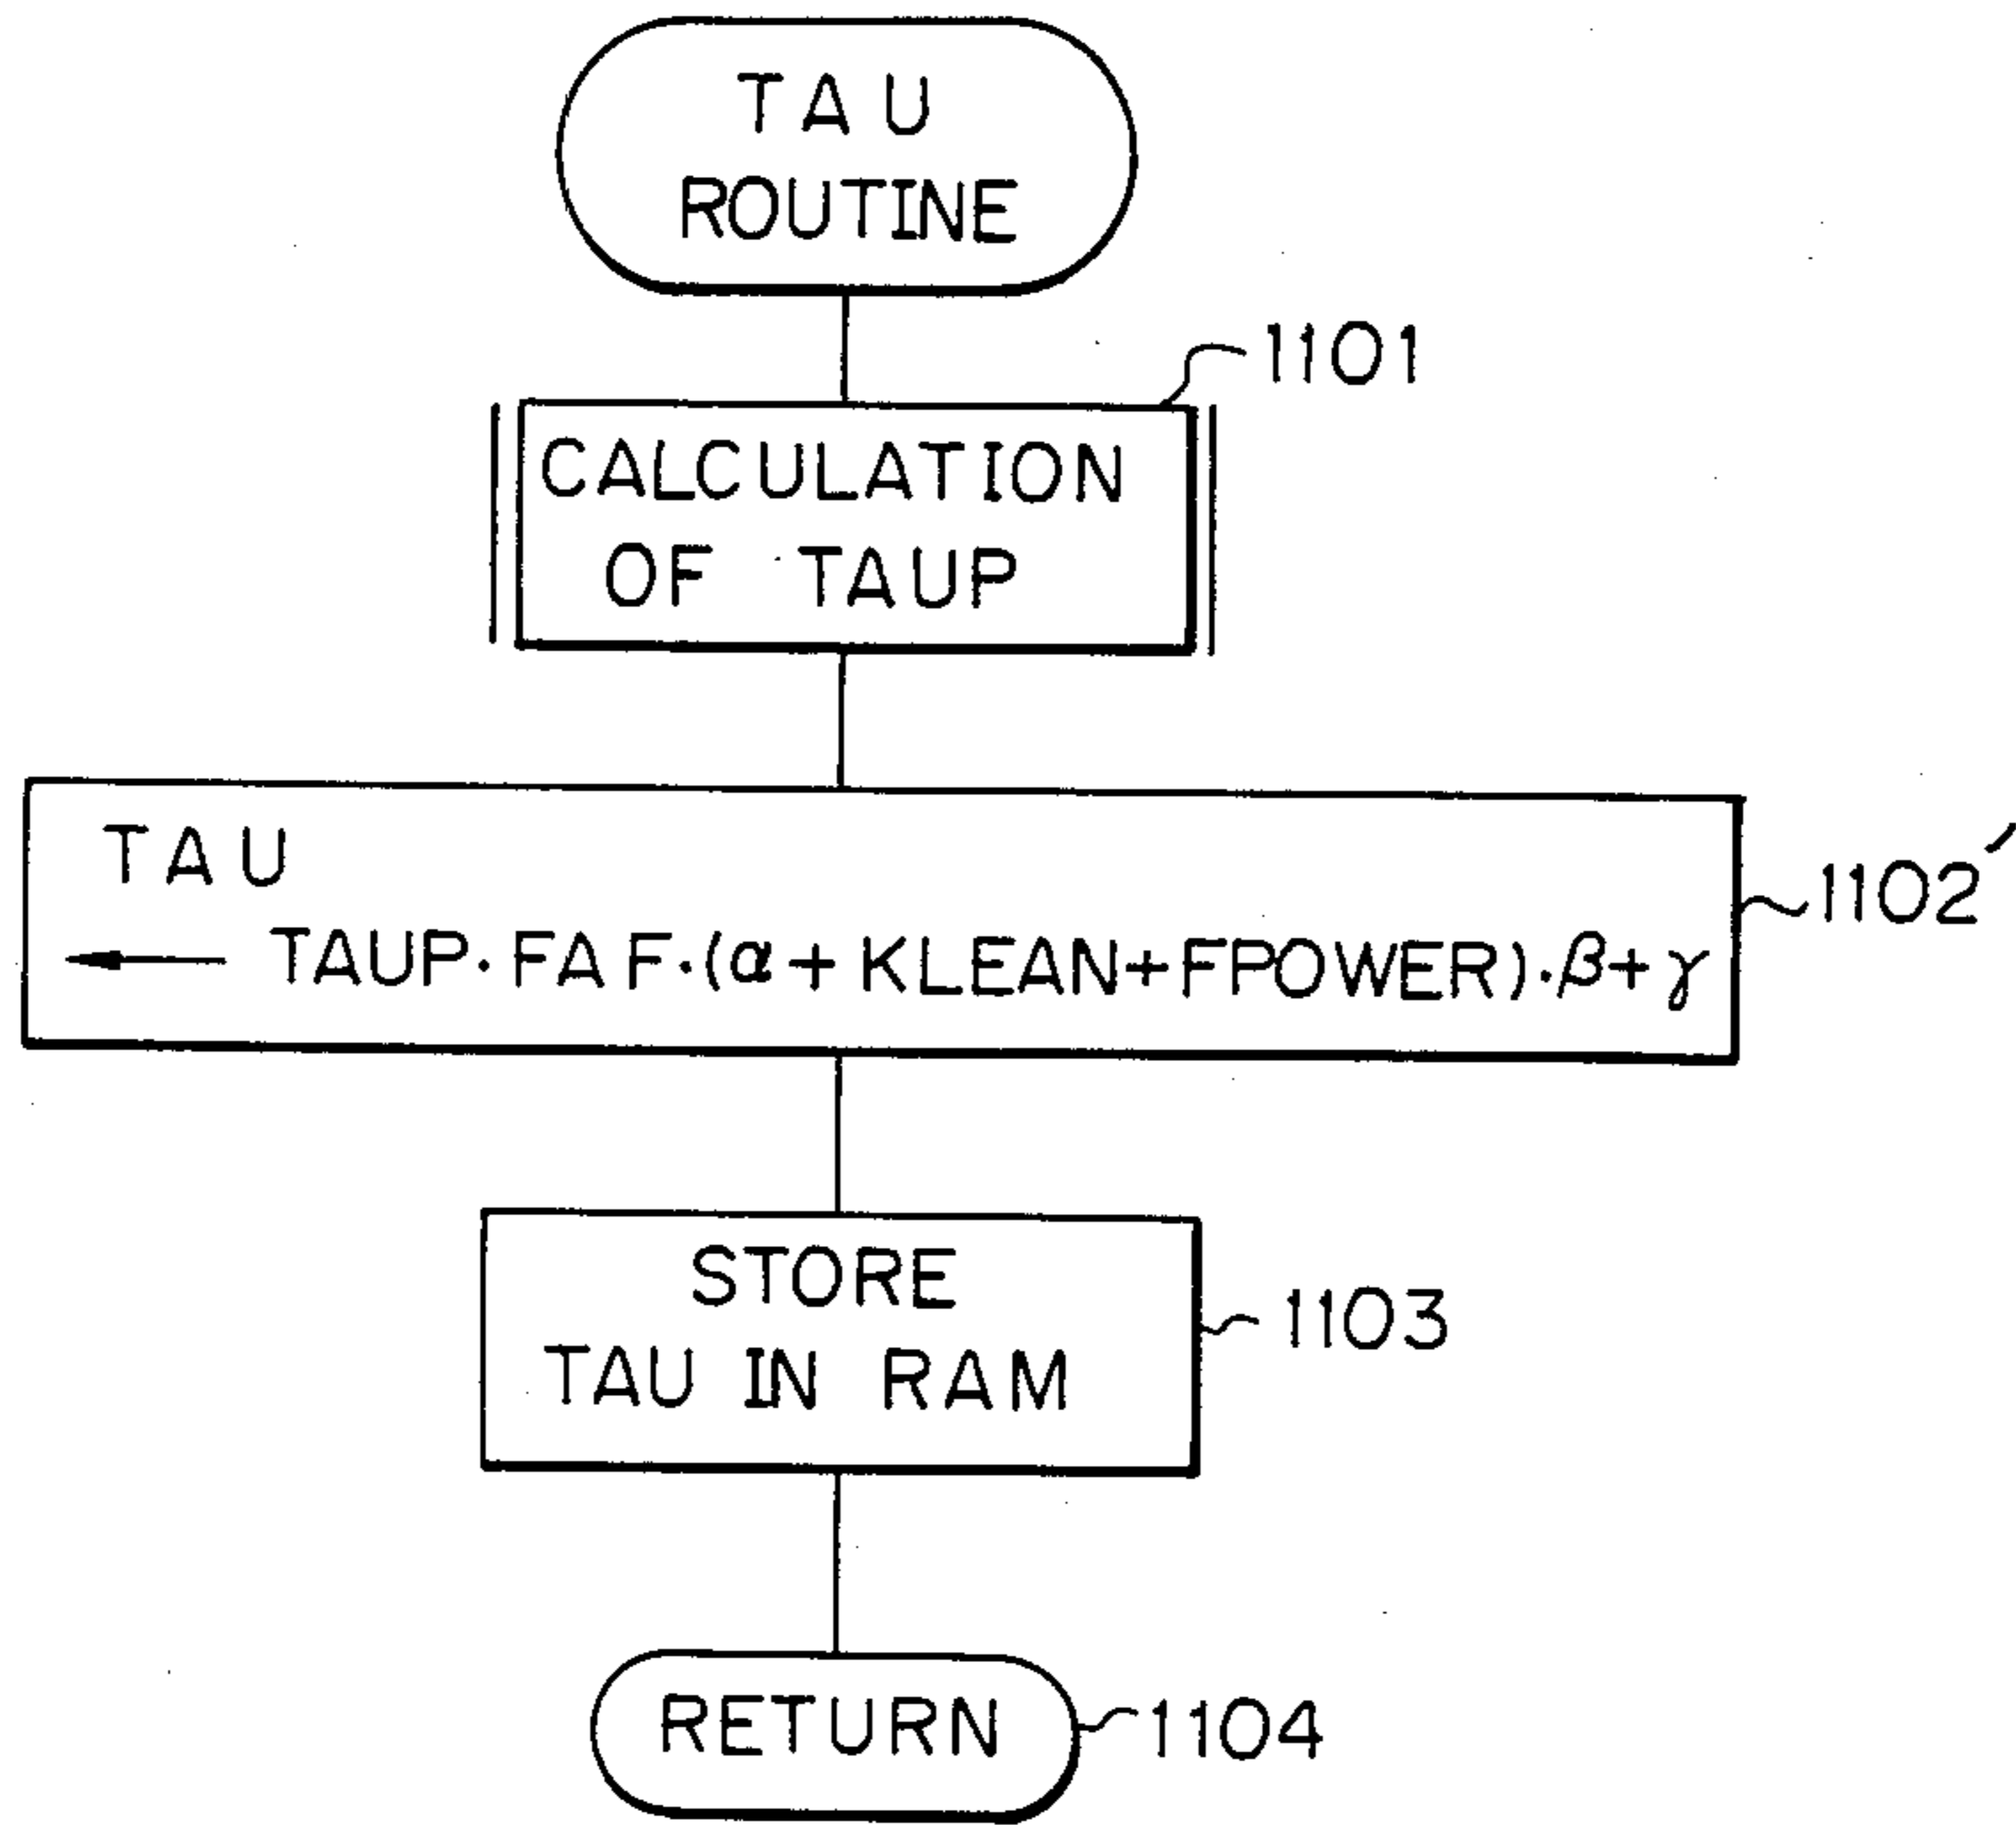 TAU
ROUTINE
1101
CALCULATION
OF TAUP
TAU
← TAUP·FAF·(α+KLEAN+FPOWER)·β+γ
1102'
STORE
TAU IN RAM
1103
RETURN
1104